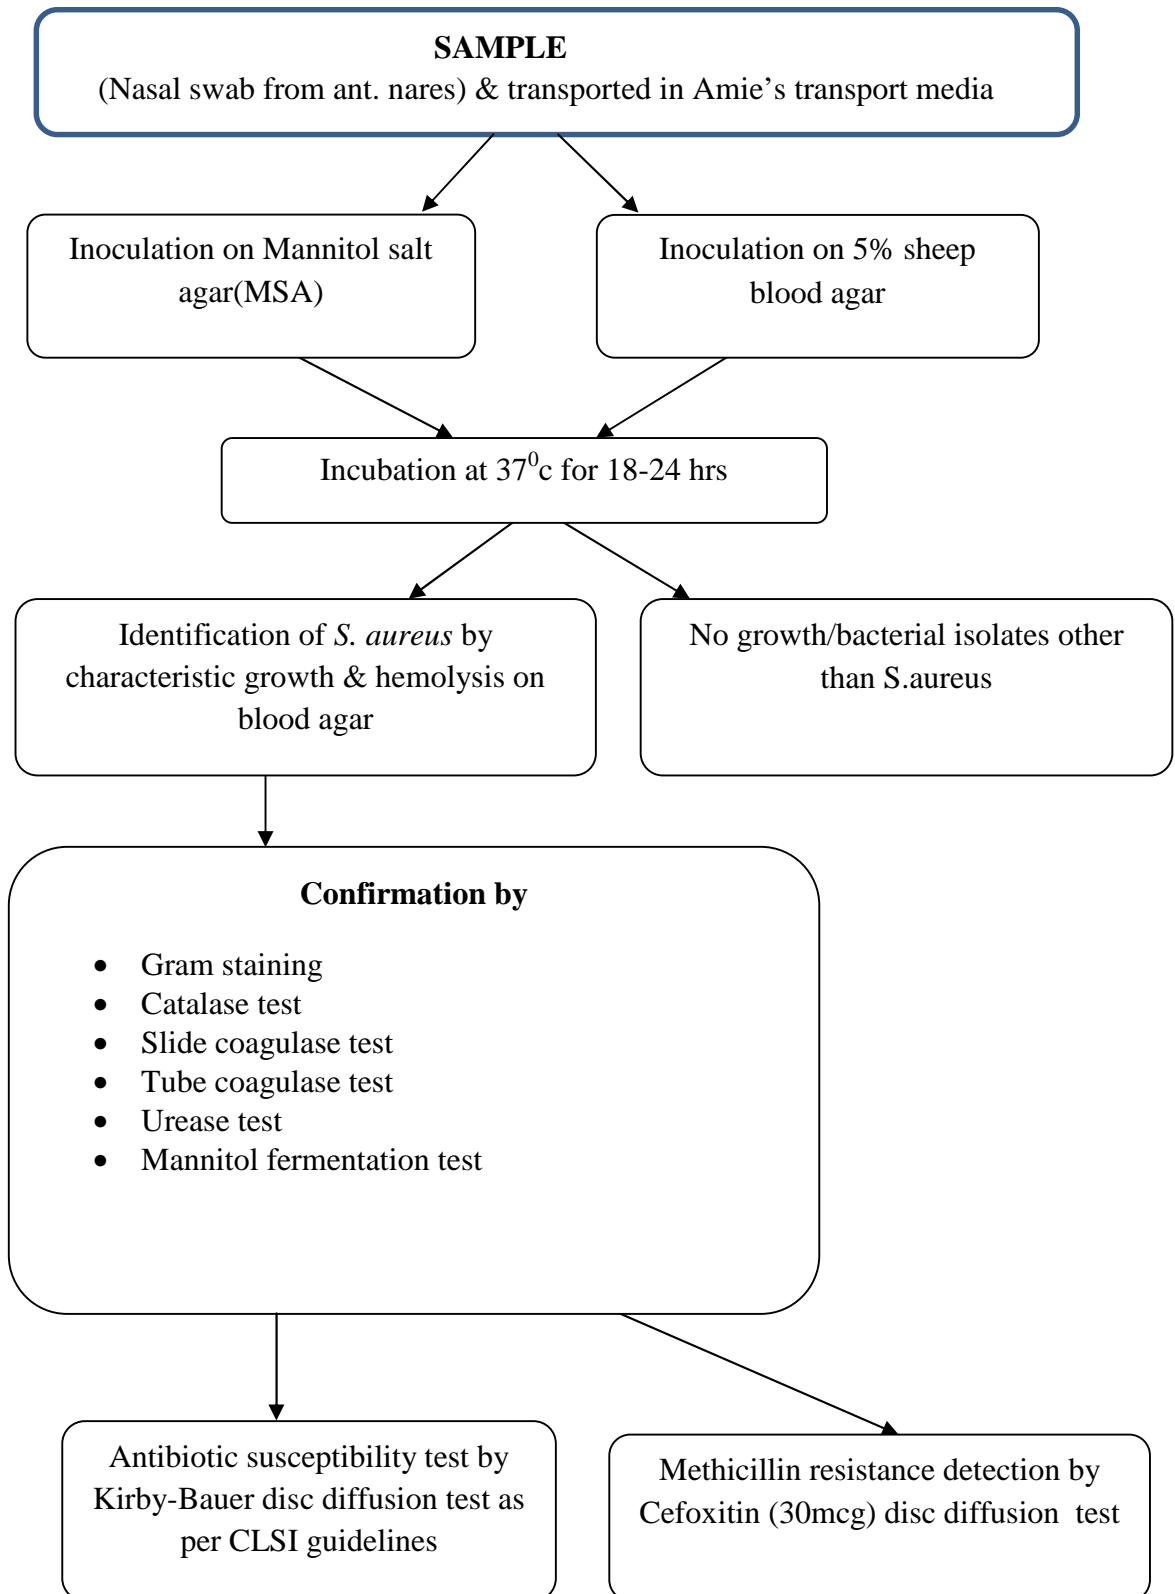 SAMPLE
(Nasal swab from ant. nares) & transported in Amie’s transport media
Inoculation on Mannitol salt
agar(MSA)
Inoculation on 5% sheep
blood agar
Incubation at 37⁰c for 18-24 hrs
Identification of S. aureus by
characteristic growth & hemolysis on
blood agar
No growth/bacterial isolates other
than S.aureus
Confirmation by
• Gram staining
• Catalase test
• Slide coagulase test
• Tube coagulase test
• Urease test
• Mannitol fermentation test
Antibiotic susceptibility test by
Kirby-Bauer disc diffusion test as
per CLSI guidelines
Methicillin resistance detection by
Cefoxitin (30mcg) disc diffusion test